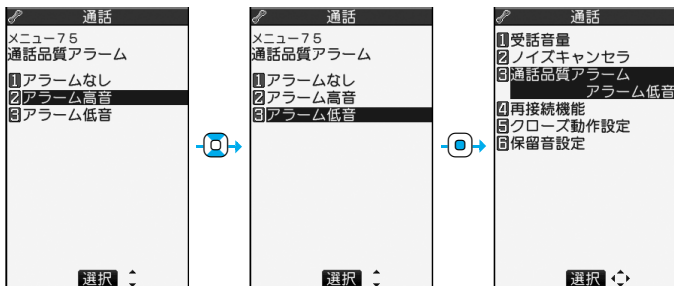 通話
メニュー75
通話品質アラーム
1アラームなし
2アラーム高音
3アラーム低音
選択
通話
メニュー75
通話品質アラーム
1アラームなし
2アラーム高音
3アラーム低音
選択
通話
1受話音量
2ノイズキャンセラ
3通話品質アラーム
アラーム低音
4再接続機能
5クローズ動作設定
6保留音設定
選択